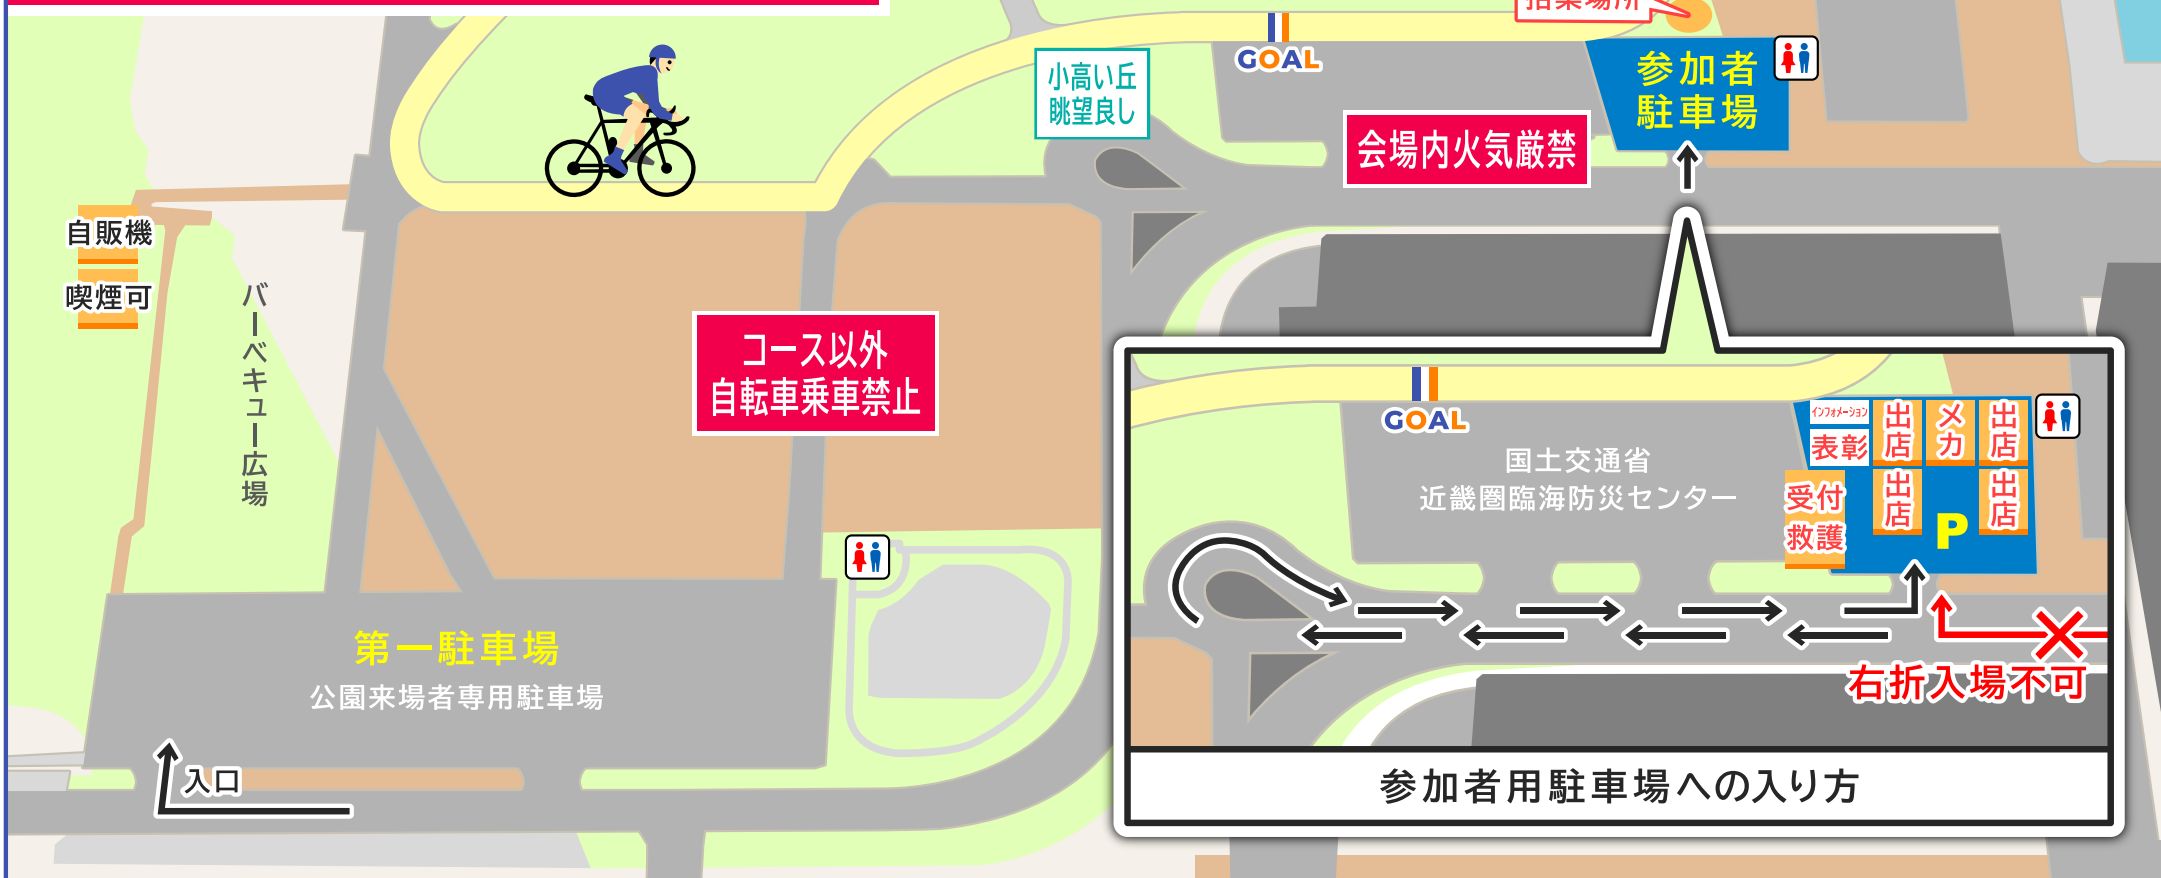 招集場所
GOAL
小高い丘
眺望良し
参加者
駐車場
会場内火気厳禁
自販機
喫煙可
バーベキュー広場
コース以外
自転車乗車禁止
GOAL
インフォメーション
表彰
出店
メカ
出店
国土交通省
近畿圏臨海防災センター
受付
救護
出店
P
出店
第一駐車場
公園来場者専用駐車場
右折入場不可
入口
参加者用駐車場への入り方